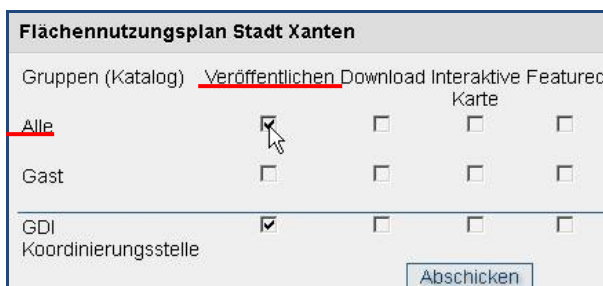 Flächennutzungsplan Stadt Xanten
Gruppen (Katalog) Veröffentlichen Download Interaktive Featured
Karte
Alle
Gast
GDI
Koordinierungsstelle
Abschicken